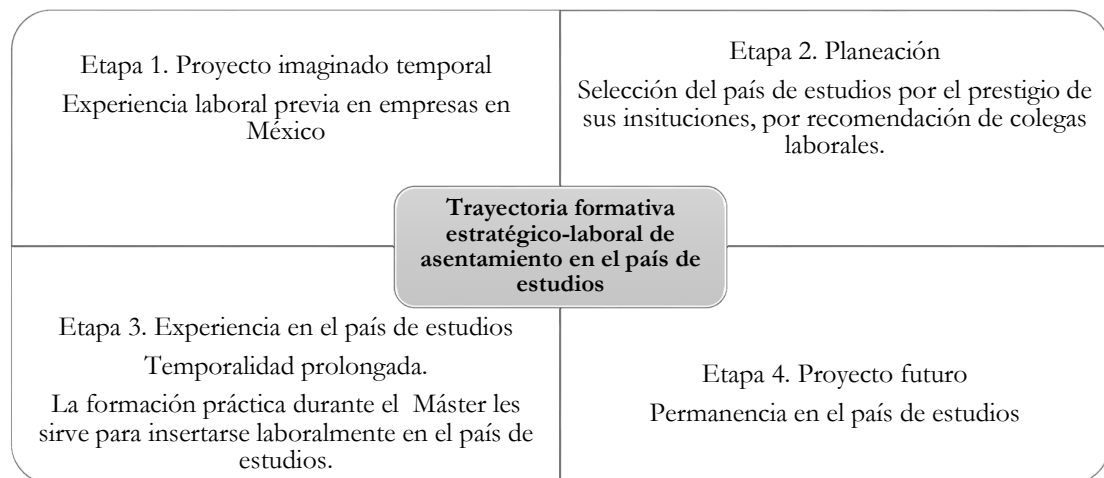 Etapa 1. Proyecto imaginado temporal
Experiencia laboral previa en empresas en
México
Etapa 2. Planeación
Selección del país de estudios por el prestigio de
sus insituciones, por recomendación de colegas
laborales.
Trayectoria formativa
estratégico-laboral de
asentamiento en el país de
estudios
Etapa 3. Experiencia en el país de estudios
Temporalidad prolongada.
La formación práctica durante el Máster les
sirve para insertarse laboralmente en el país de
estudios.
Etapa 4. Proyecto futuro
Permanencia en el país de estudios